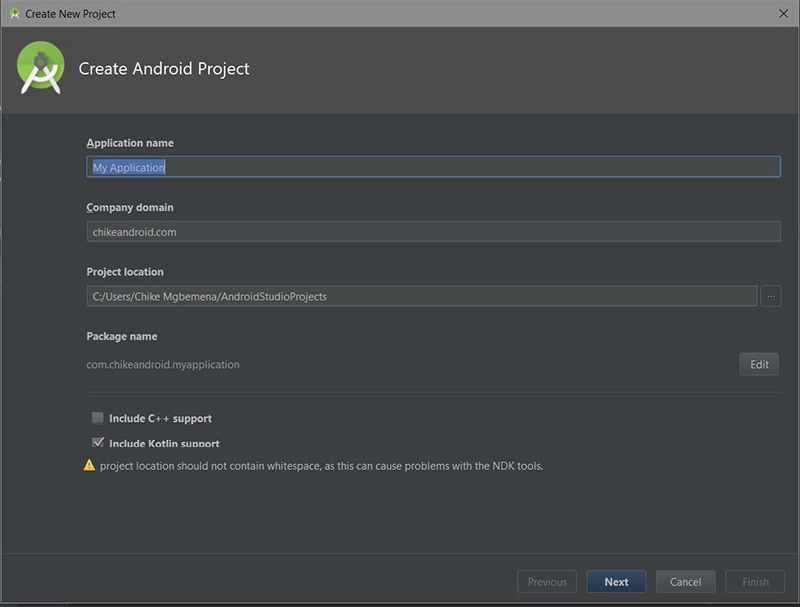 Create New Project
Create Android Project
Application name
My Application
Company domain
chikeandroid.com
Project location
C:/Users/Chike Mgbemena/AndroidStudioProjects
...
Package name
com.chikeandroid.myapplication
Edit
Include C++ support
Include Kotlin support
project location should not contain whitespace, as this can cause problems with the NDK tools.
Previous Next Cancel Finish